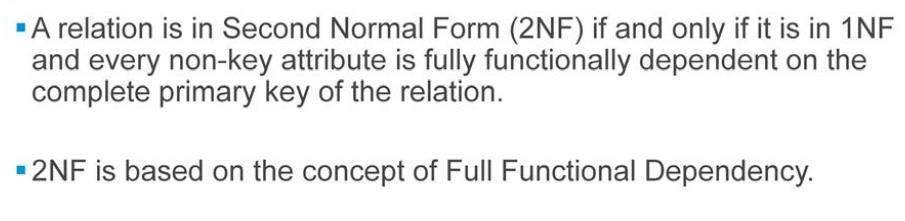 ▪ A relation is in Second Normal Form (2NF) if and only if it is in 1NF
and every non-key attribute is fully functionally dependent on the
complete primary key of the relation.
▪ 2NF is based on the concept of Full Functional Dependency.